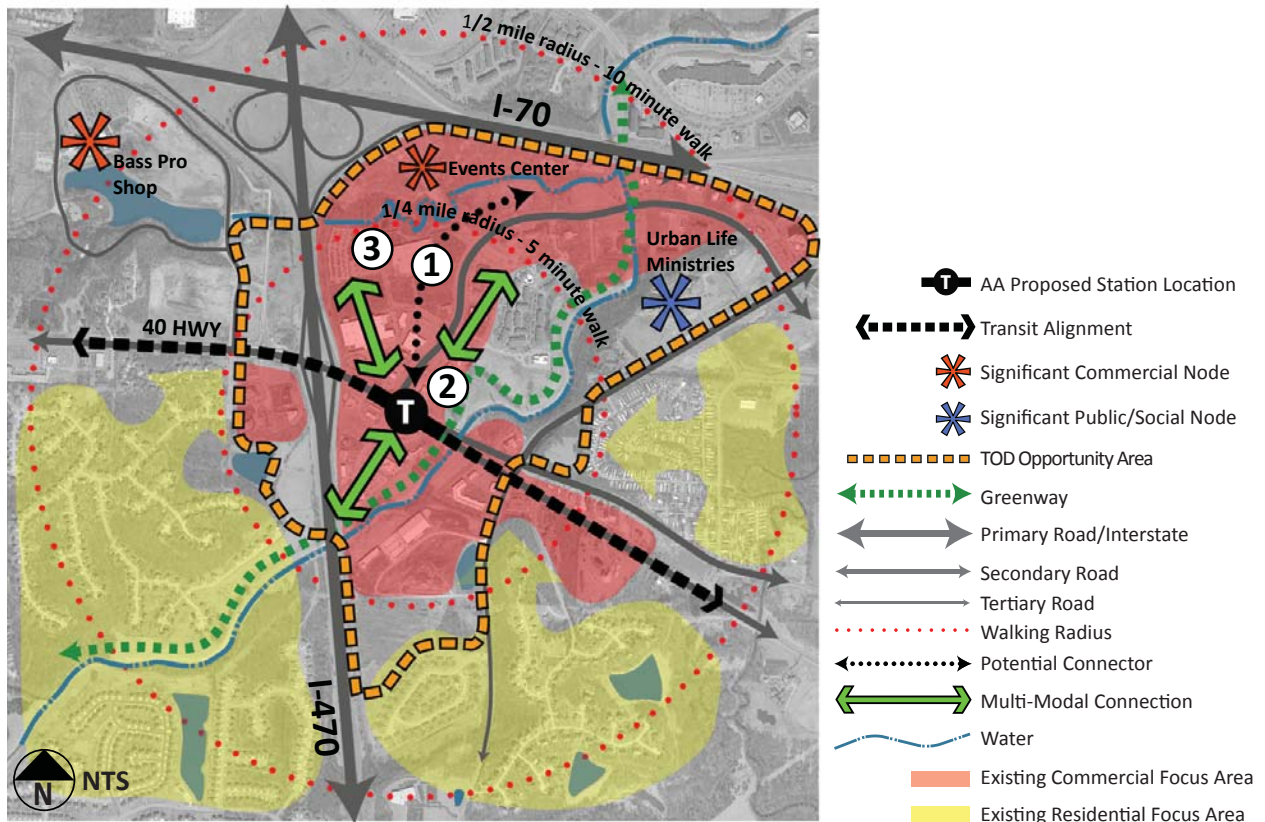 1/2 mile radius - 10 minute walk
I-70
Bass Pro
Shop
Events Center
1/4 mile radius - 5 minute walk
3
1
Urban Life
Ministries
40 HWY
2
T
I-470
N
NTS
T
AA Proposed Station Location
Transit Alignment
Significant Commercial Node
Significant Public/Social Node
TOD Opportunity Area
Greenway
Primary Road/Interstate
Secondary Road
Tertiary Road
Walking Radius
Potential Connector
Multi-Modal Connection
Water
Existing Commercial Focus Area
Existing Residential Focus Area